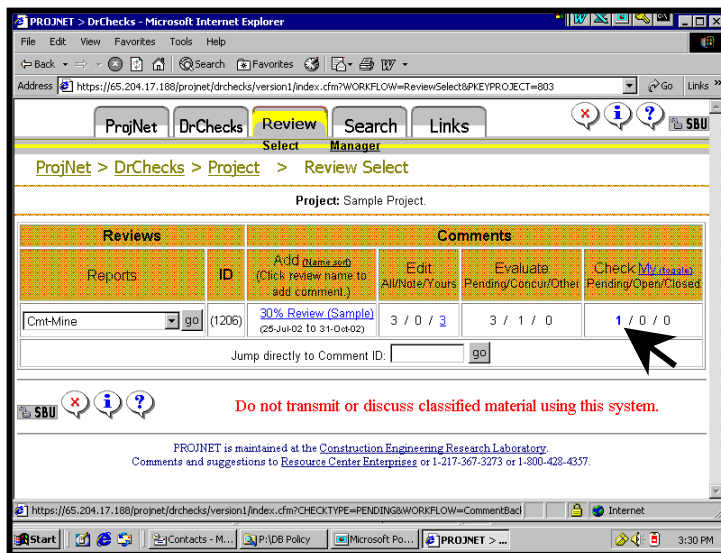 PROJNET > DrChecks - Microsoft Internet Explorer
File Edit View Favorites Tools Help
Back Search Favorites
Address https://65.204.17.188/projnet/drchecks/version1/index.cfm?WORKFLOW=ReviewSelect&PKEYPROJECT=803 Go Links »
ProjNet DrChecks Review Search Links SBU
Select Manager
ProjNet > DrChecks > Project > Review Select
Project: Sample Project.
Reviews Comments
Reports ID Add (Name sort) (Click review name to add comment.) Edit All/Note/Yours Evaluate Pending/Concur/Other Check My (toggle) Pending/Open/Closed
Cmt-Mine go (1206) 30% Review (Sample) 3 / 0 / 3 3 / 1 / 0 1 / 0 / 0
(25-Jul-02 to 31-Oct-02)
Jump directly to Comment ID: go
SBU Do not transmit or discuss classified material using this system.
PROJNET is maintained at the Construction Engineering Research Laboratory.
Comments and suggestions to Resource Center Enterprises or 1-217-367-3273 or 1-800-428-4357.
https://65.204.17.188/projnet/drchecks/version1/index.cfm?CHECKTYPE=PENDING&WORKFLOW=CommentBacl Internet
Start Contacts - M... P:\DB Policy Microsoft Po... PROJNET > ... 3:30 PM